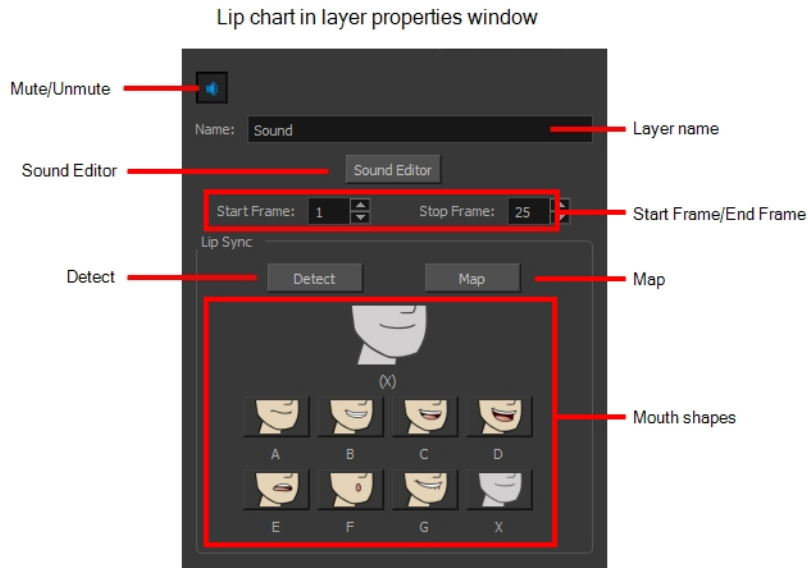 Lip chart in layer properties window
Mute/Unmute
Name: Sound
Layer name
Sound Editor
Sound Editor
Start Frame: 1 Stop Frame: 25
Start Frame/End Frame
Lip Sync
Detect
Detect
Map
Map
(X)
Mouth shapes
A B C D
E F G X